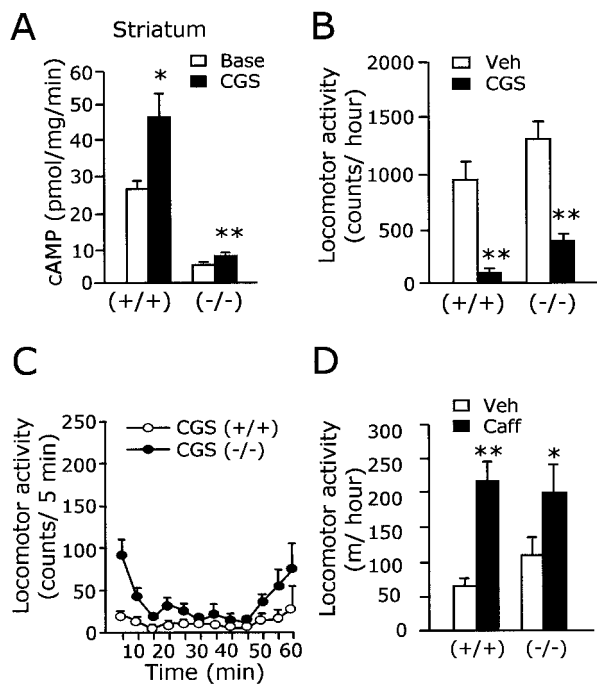 A
Striatum
Base
CGS
cAMP (pmol/mg/min)
60
50
40
30
20
10
0
*
**
(+/+)
(-/-)
B
Veh
CGS
Locomotor activity
(counts/ hour)
2000
1500
1000
500
0
**
**
(+/+)
(-/-)
C
CGS (+/+)
CGS (-/-)
Locomotor activity
(counts/ 5 min)
250
200
150
100
50
0
10 20 30 40 50 60
Time (min)
D
Veh
Caff
Locomotor activity
(m/ hour)
300
250
200
150
100
50
0
**
*
(+/+)
(-/-)